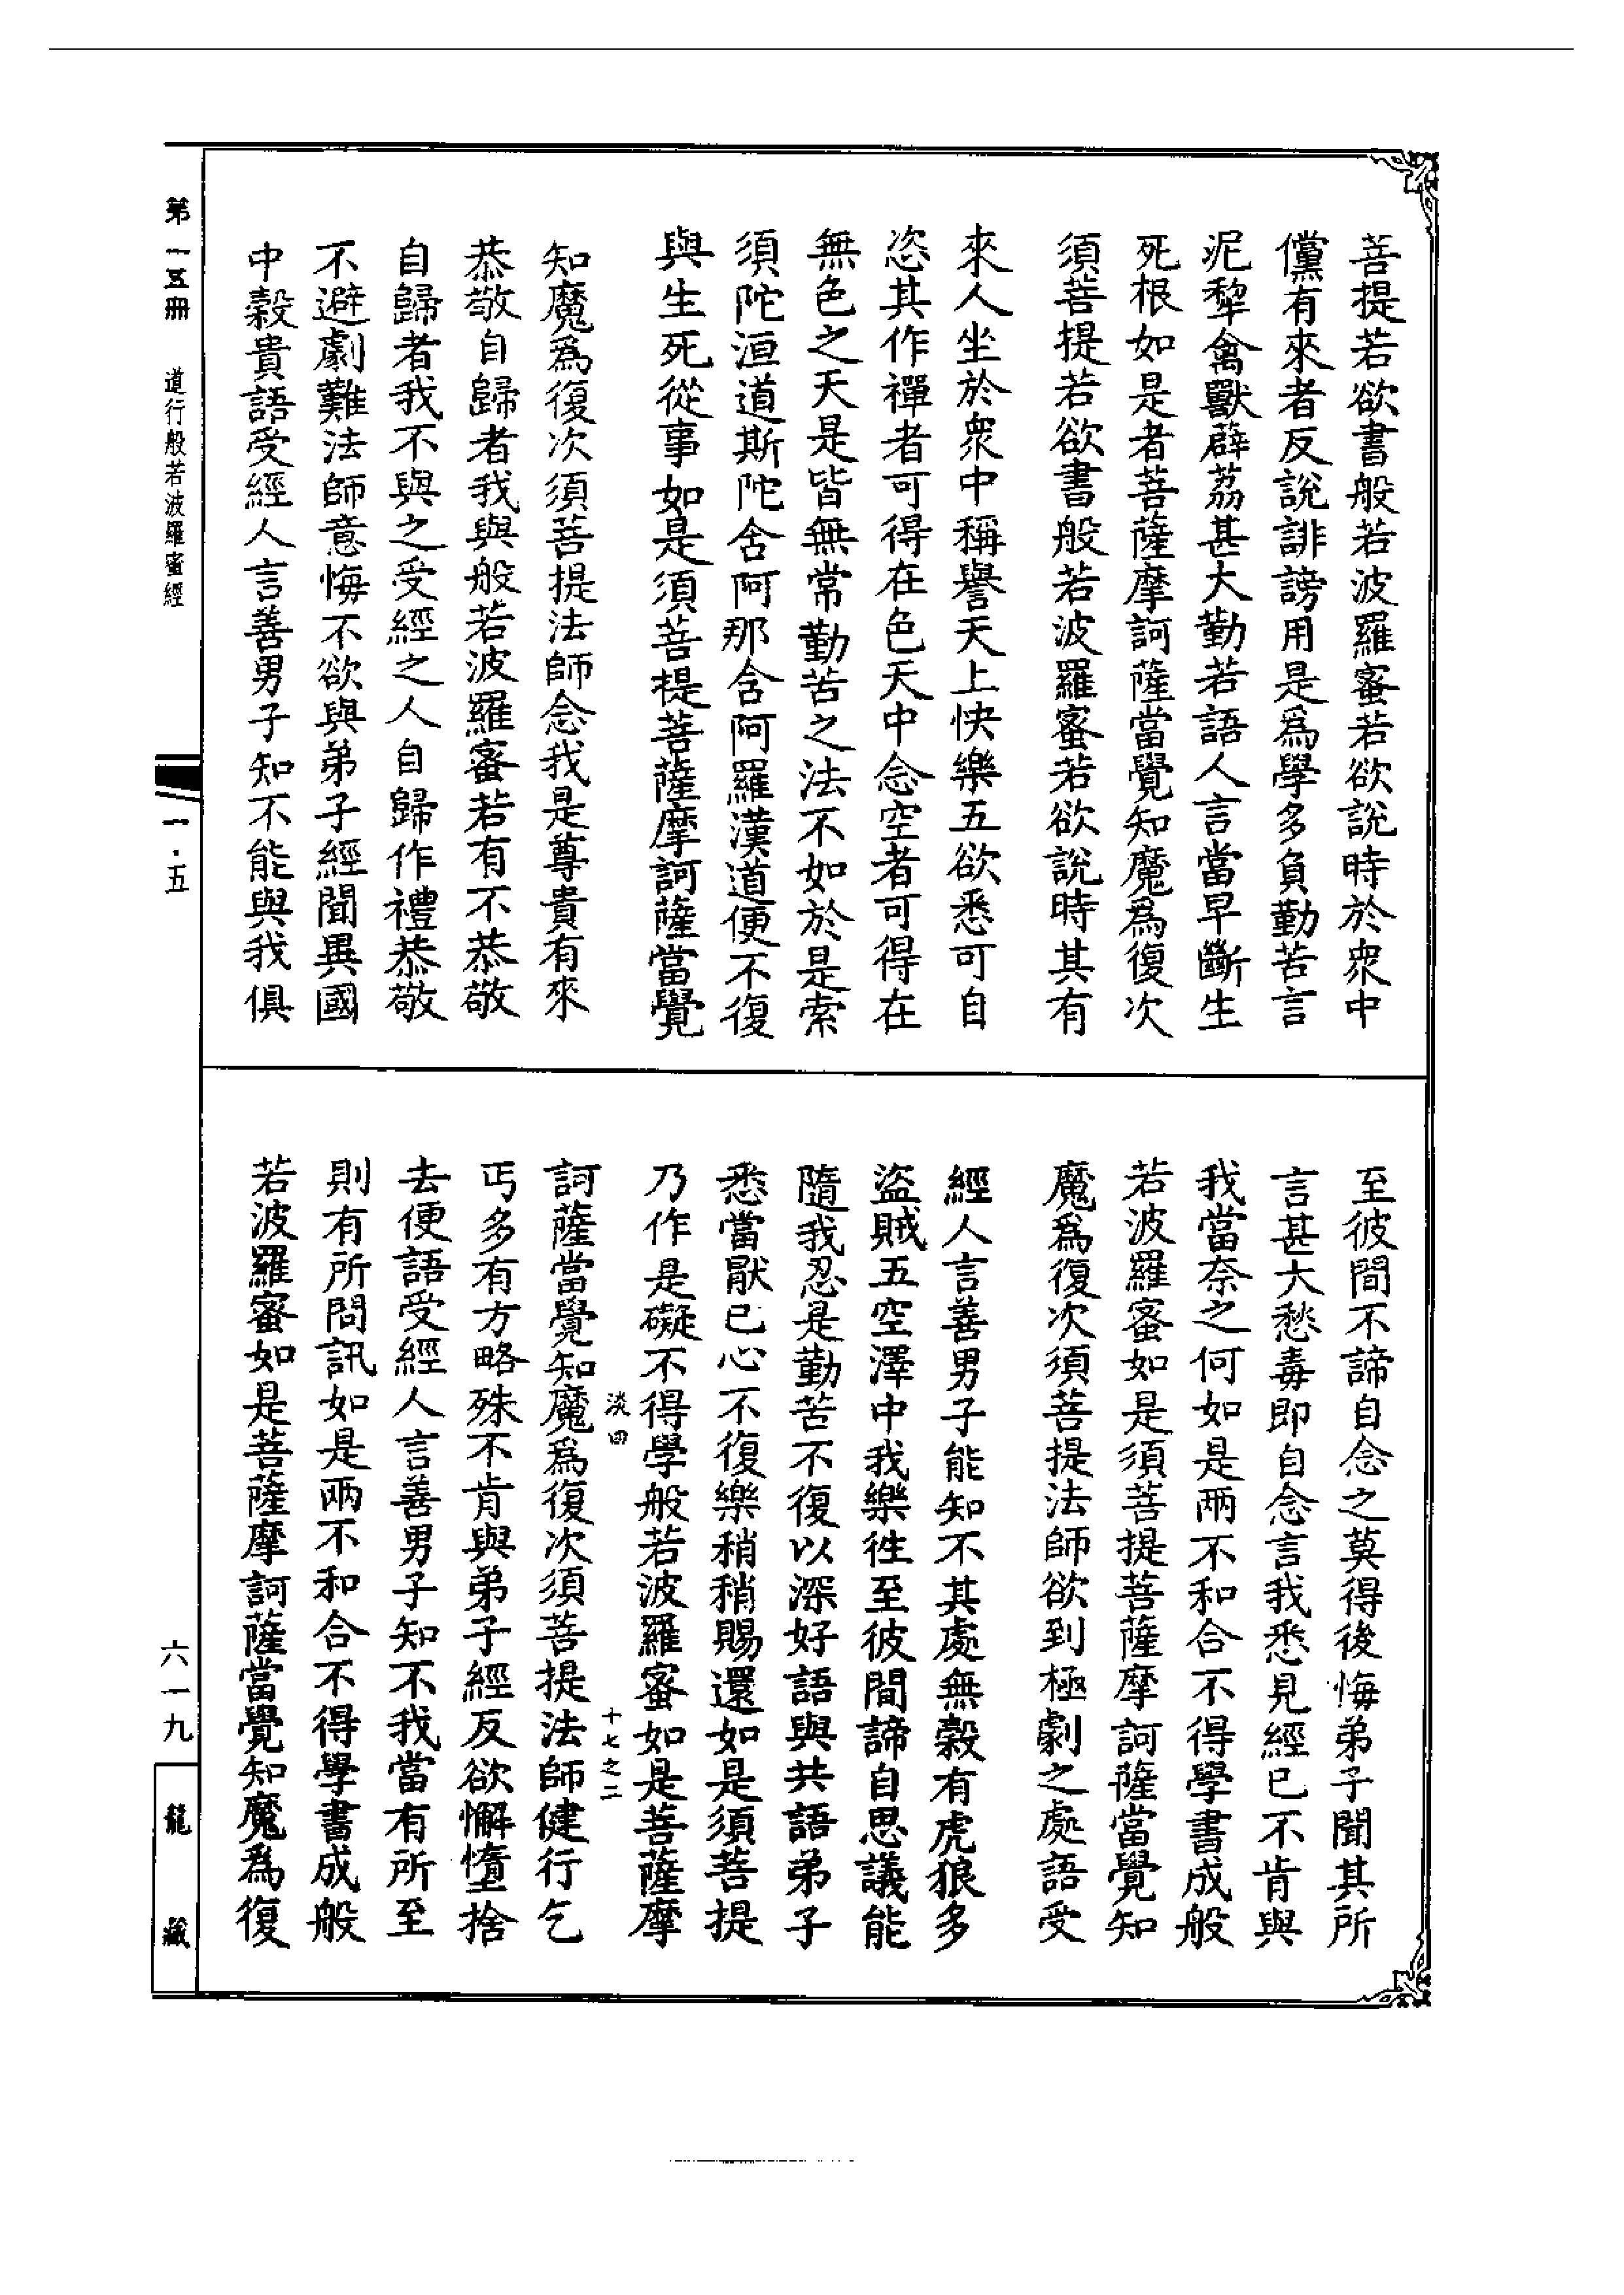 菩提若欲書般若波羅蜜若欲說時於衆中
儻有來者反說誹謗用是爲學多負勤苦言
泥犂禽獸薜荔甚大勤若語人言當早斷生
死根如是者菩薩摩訶薩當覺知魔爲復次
須菩提若欲書般若波羅蜜若欲說時其有
來人坐於衆中稱譽天上快樂五欲悉可自
恣其作禪者可得在色天中念空者可得在
無色之天是皆無常勤苦之法不如於是索
須陀洹道斯陀含阿那含阿羅漢道便不復
與生死從事如是須菩提菩薩摩訶薩當覺
知魔爲復次須菩提法師念我是尊貴有來
恭敬自歸者我與般若波羅蜜若有不恭敬
自歸者我不與之受經之人自歸作禮恭敬
不避劇難法師意悔不欲與弟子經聞異國
中穀貴語受經人言善男子知不能與我俱
至彼間不諦自念之莫得後悔弟子聞其所
言甚大愁毒即自念言我悉見經已不肯與
我當奈之何如是兩不和合不得學書成般
若波羅蜜如是須菩提菩薩摩訶薩當覺知
魔爲復次須菩提法師欲到極劇之處語受
經人言善男子能知不其處無穀有虎狼多
盜賊五空澤中我樂徃至彼間諦自思議能
隨我忍是勤苦不復以深好語與共語弟子
悉當厭已心不復樂稍稍賜還如是須菩提
乃作是礙不得學般若波羅蜜如是菩薩摩
淡四 十七之二
訶薩當覺知魔爲復次須菩提法師健行乞
丐多有方略殊不肯與弟子經反欲懈墮捨
去便語受經人言善男子知不我當有所至
則有所問訊如是兩不和合不得學書成般
若波羅蜜如是菩薩摩訶薩當覺知魔爲復
第一五冊 道行般若波羅蜜經 一·五
六一九 龍藏